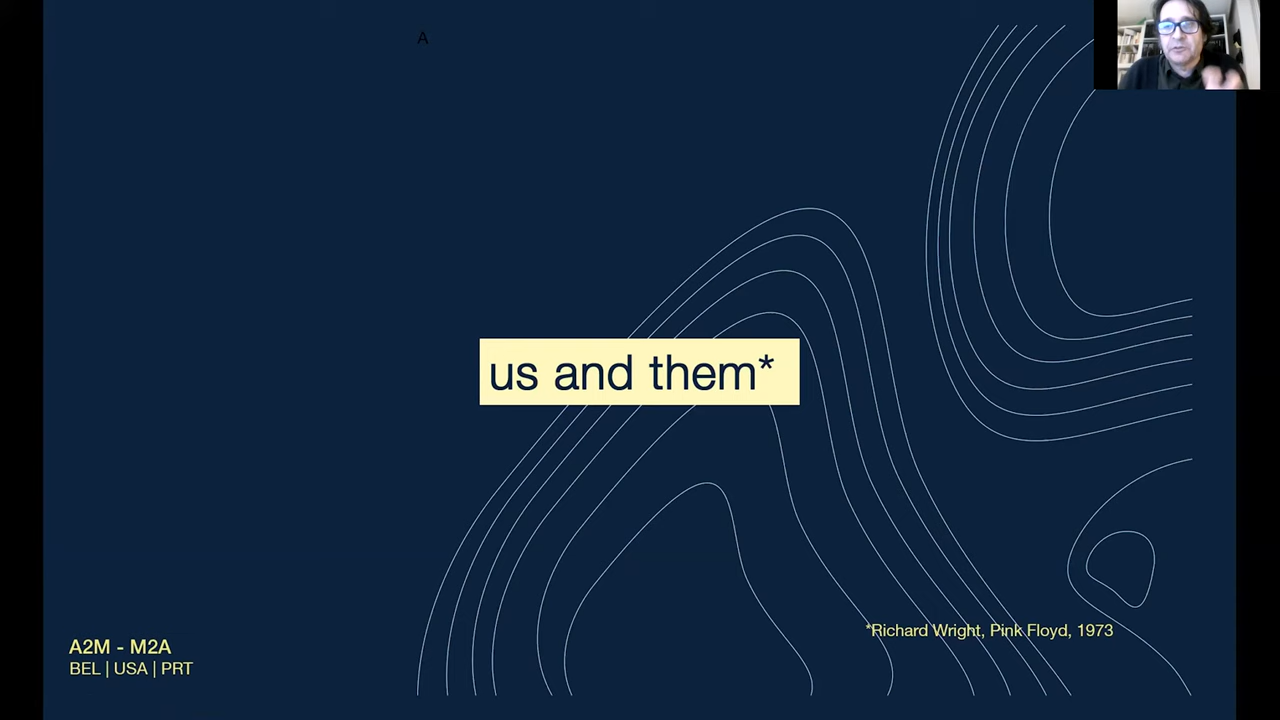 A
us and them*
*Richard Wright, Pink Floyd, 1973
A2M - M2A
BEL | USA | PRT